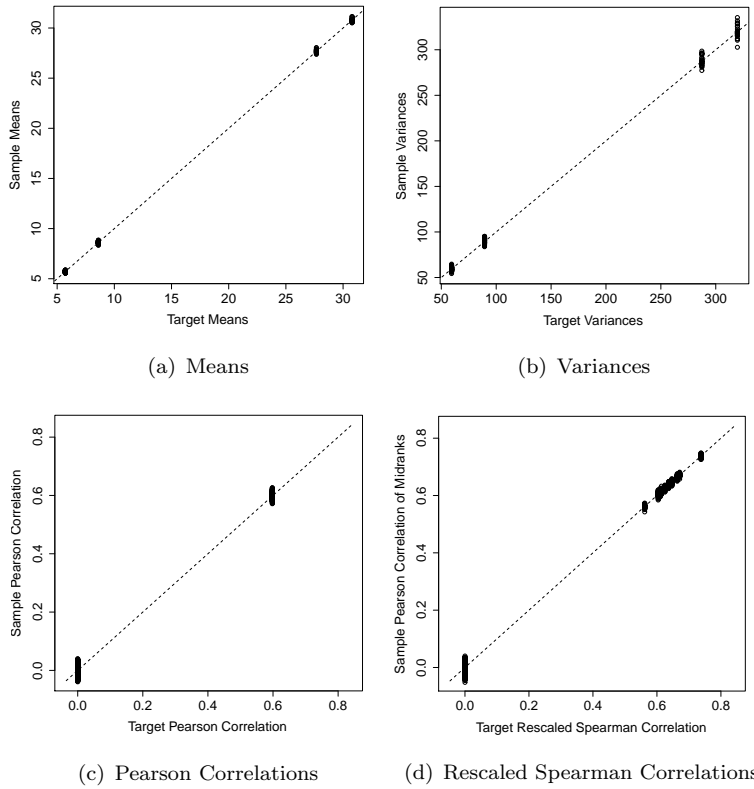 30
25
20
15
10
5
Sample Means
5 10 15 20 25 30
Target Means
(a) Means
300
250
200
150
100
50
Sample Variances
50 100 150 200 250 300
Target Variances
(b) Variances
0.8
0.6
0.4
0.2
0.0
Sample Pearson Correlation
0.0 0.2 0.4 0.6 0.8
Target Pearson Correlation
(c) Pearson Correlations
0.8
0.6
0.4
0.2
0.0
Sample Pearson Correlation of Midranks
0.0 0.2 0.4 0.6 0.8
Target Rescaled Spearman Correlation
(d) Rescaled Spearman Correlations